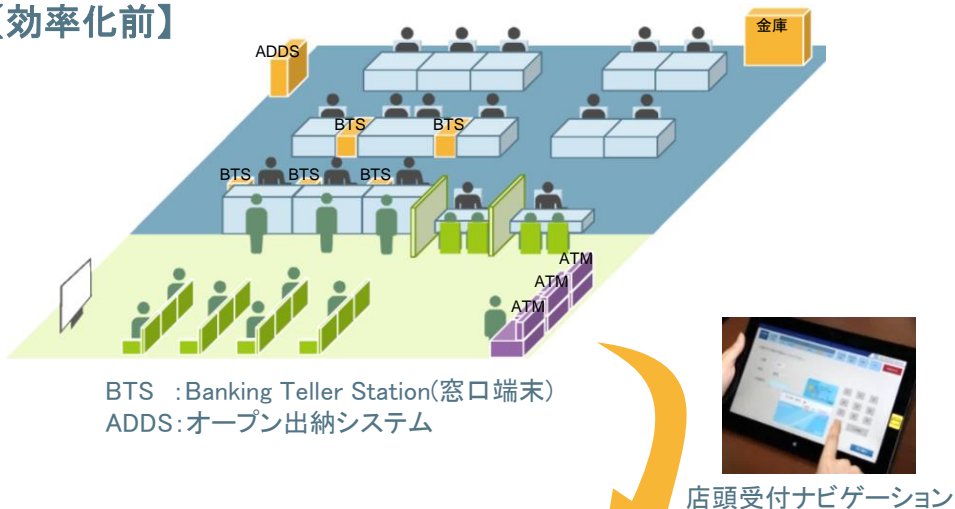 【効率化前】
ADDS
金庫
BTS
BTS
BTS
BTS
BTS
ATM
ATM
ATM
BTS :Banking Teller Station(窓口端末)
ADDS:オープン出納システム
店頭受付ナビゲーション